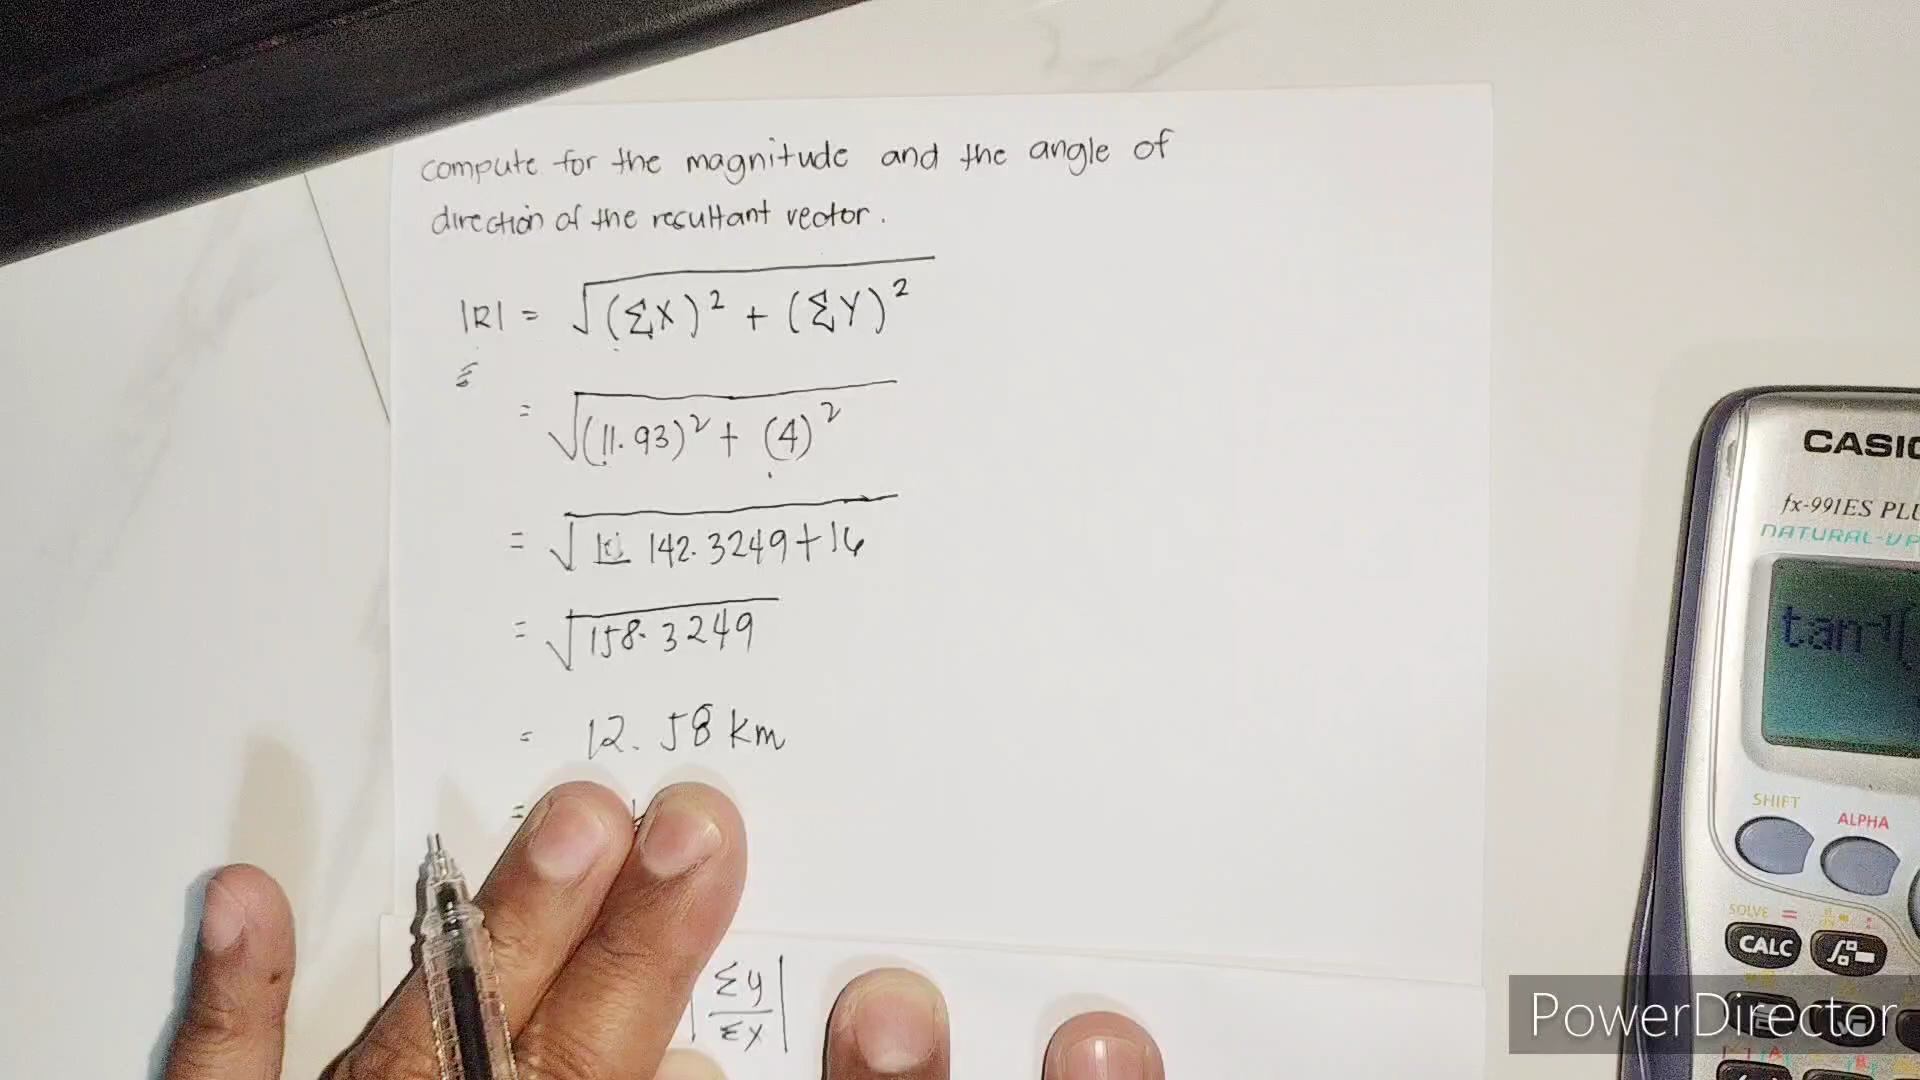 compute for the magnitude and the angle of
direction of the resultant vector.
|R| = √(ΣX)² + (ΣY)²
= √(11.93)² + (4)²
= √142.3249+16
= √158.3249
= 12.58 km
=
|Σy/Σx|
CASIO
fx-991ES PLU
NATURAL-V.P
tan⁻¹(
SHIFT
ALPHA
SOLVE =
CALC
PowerDirector